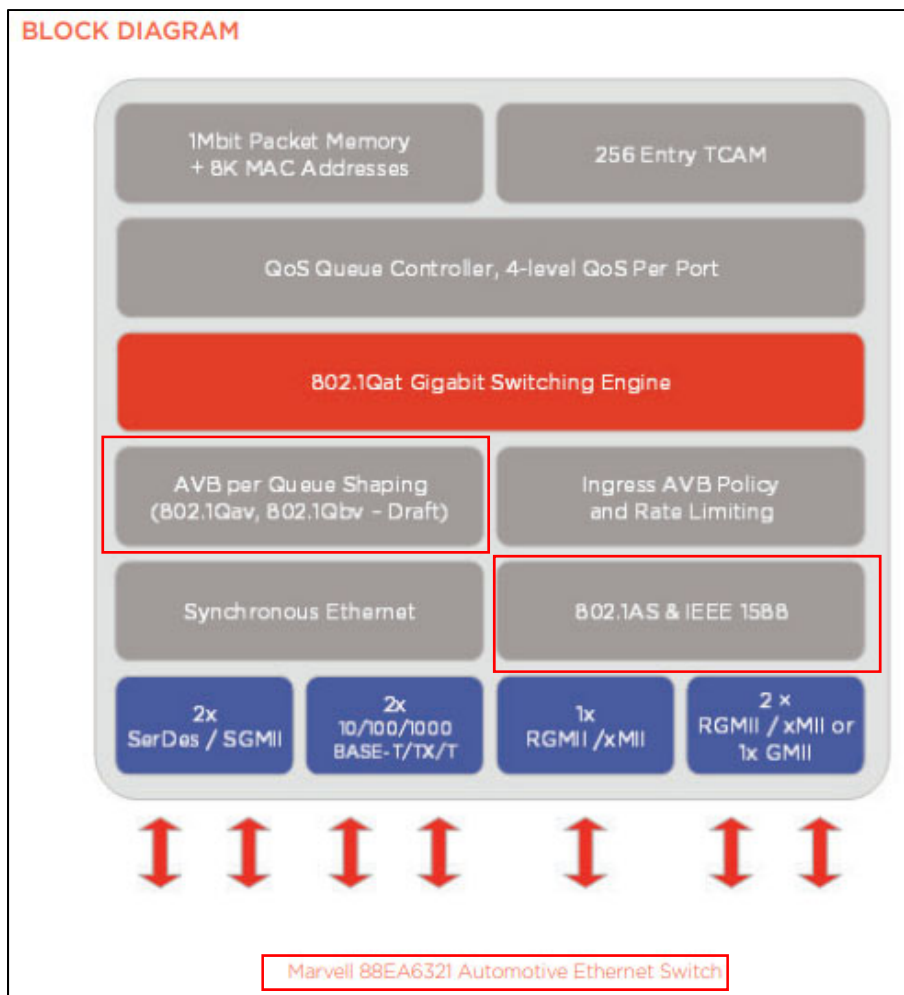 BLOCK DIAGRAM
1Mbit Packet Memory
+ 8K MAC Addresses
256 Entry TCAM
QoS Queue Controller, 4-level QoS Per Port
802.1Qat Gigabit Switching Engine
AVB per Queue Shaping
(802.1Qav, 802.1Qbv - Draft)
Ingress AVB Policy
and Rate Limiting
Synchronous Ethernet
802.1AS & IEEE 1588
2x
SerDes / SGMII
2x
10/100/1000
BASE-T/TX/T
1x
RGMII /xMII
2 x
RGMII / xMII or
1x GMII
Marvell 88EA6321 Automotive Ethernet Switch